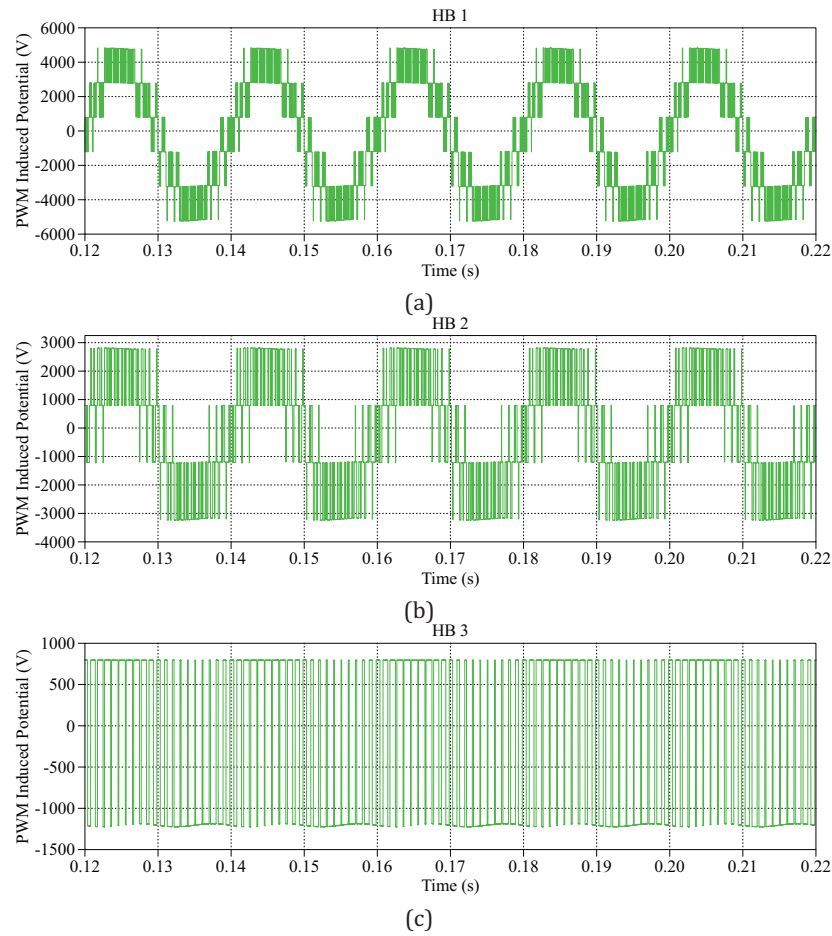 HB 1
PWM Induced Potential (V)
6000
4000
2000
0
-2000
-4000
-6000
0.12 0.13 0.14 0.15 0.16 0.17 0.18 0.19 0.20 0.21 0.22
Time (s)
(a)
HB 2
PWM Induced Potential (V)
3000
2000
1000
0
-1000
-2000
-3000
-4000
0.12 0.13 0.14 0.15 0.16 0.17 0.18 0.19 0.20 0.21 0.22
Time (s)
(b)
HB 3
PWM Induced Potential (V)
1000
500
0
-500
-1000
-1500
0.12 0.13 0.14 0.15 0.16 0.17 0.18 0.19 0.20 0.21 0.22
Time (s)
(c)